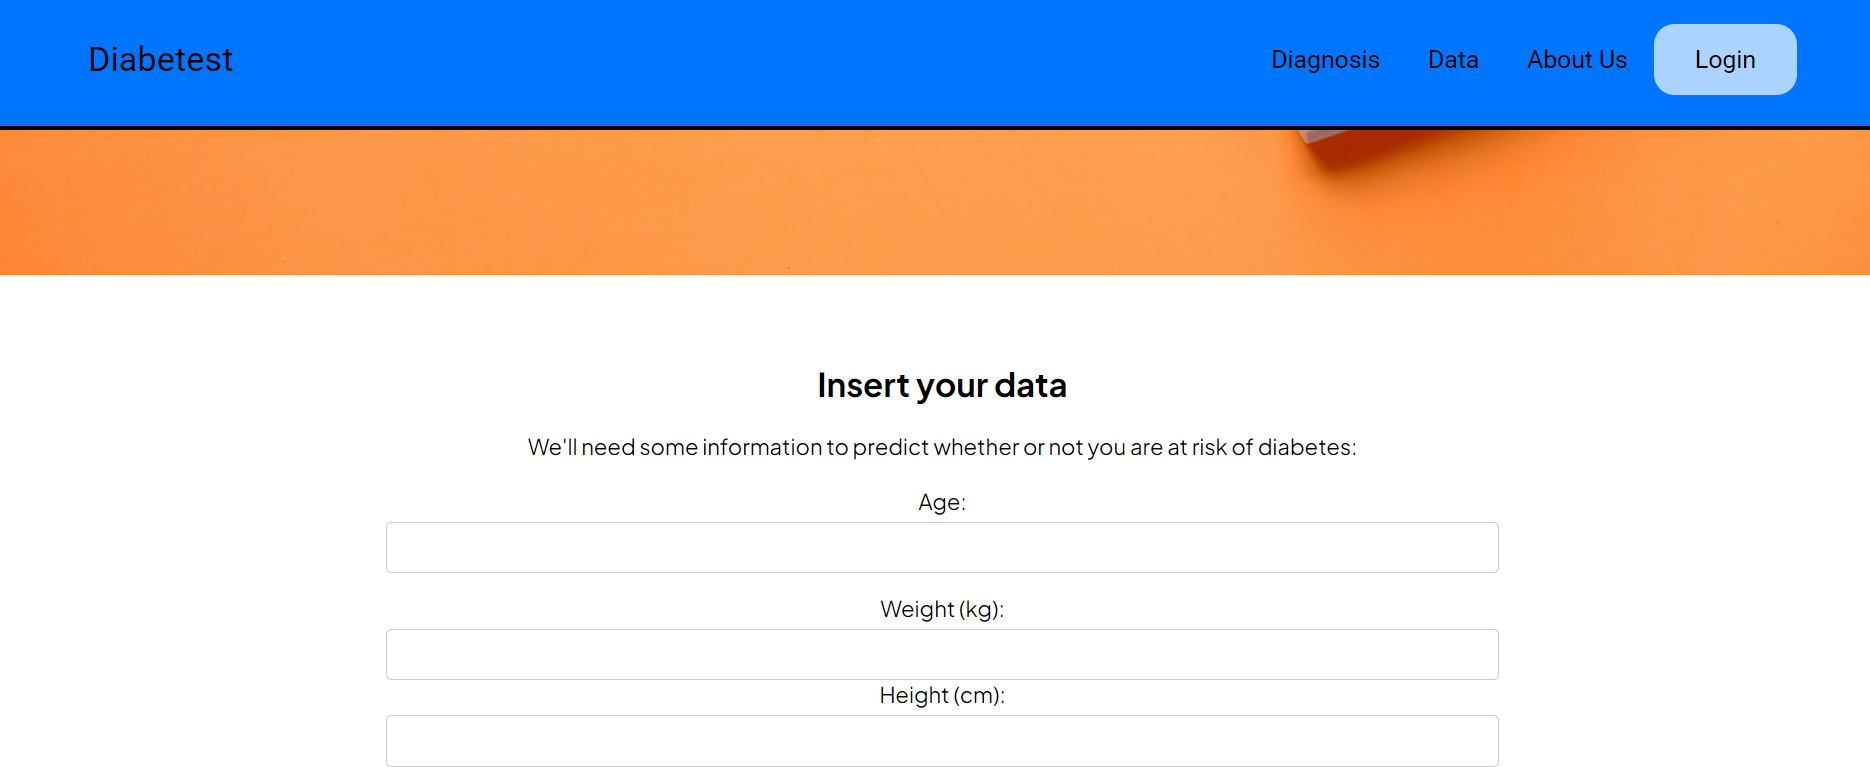 Diabetest Diagnosis Data About Us Login
Insert your data
We'll need some information to predict whether or not you are at risk of diabetes:
Age:
Weight (kg):
Height (cm):